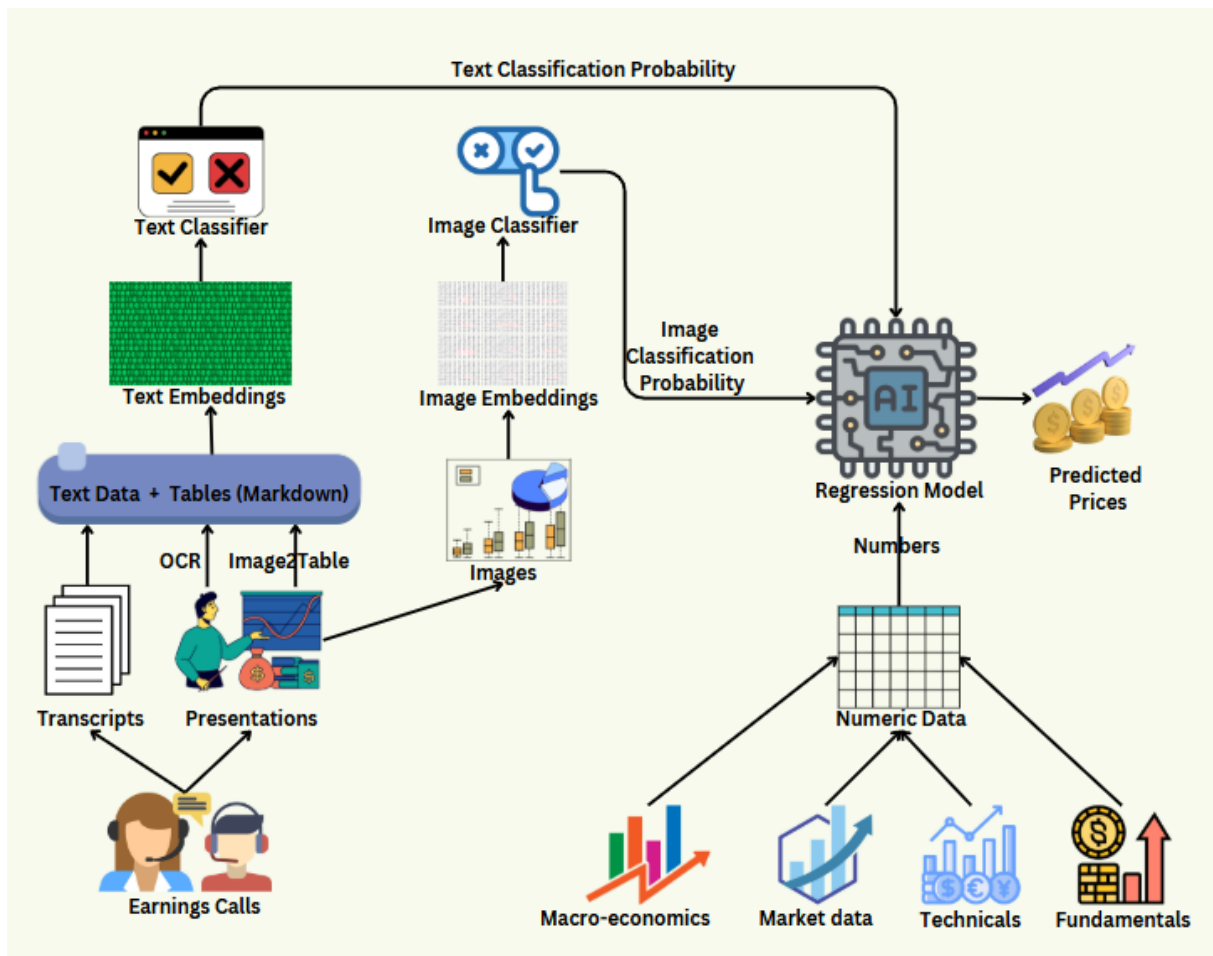 Text Classification Probability
Text Classifier
Image Classifier
Text Embeddings
Image Embeddings
Image
Classification
Probability
AI
Regression Model
Predicted
Prices
Text Data + Tables (Markdown)
OCR
Image2Table
Images
Numbers
Transcripts
Presentations
Numeric Data
Earnings Calls
Macro-economics
Market data
Technicals
Fundamentals